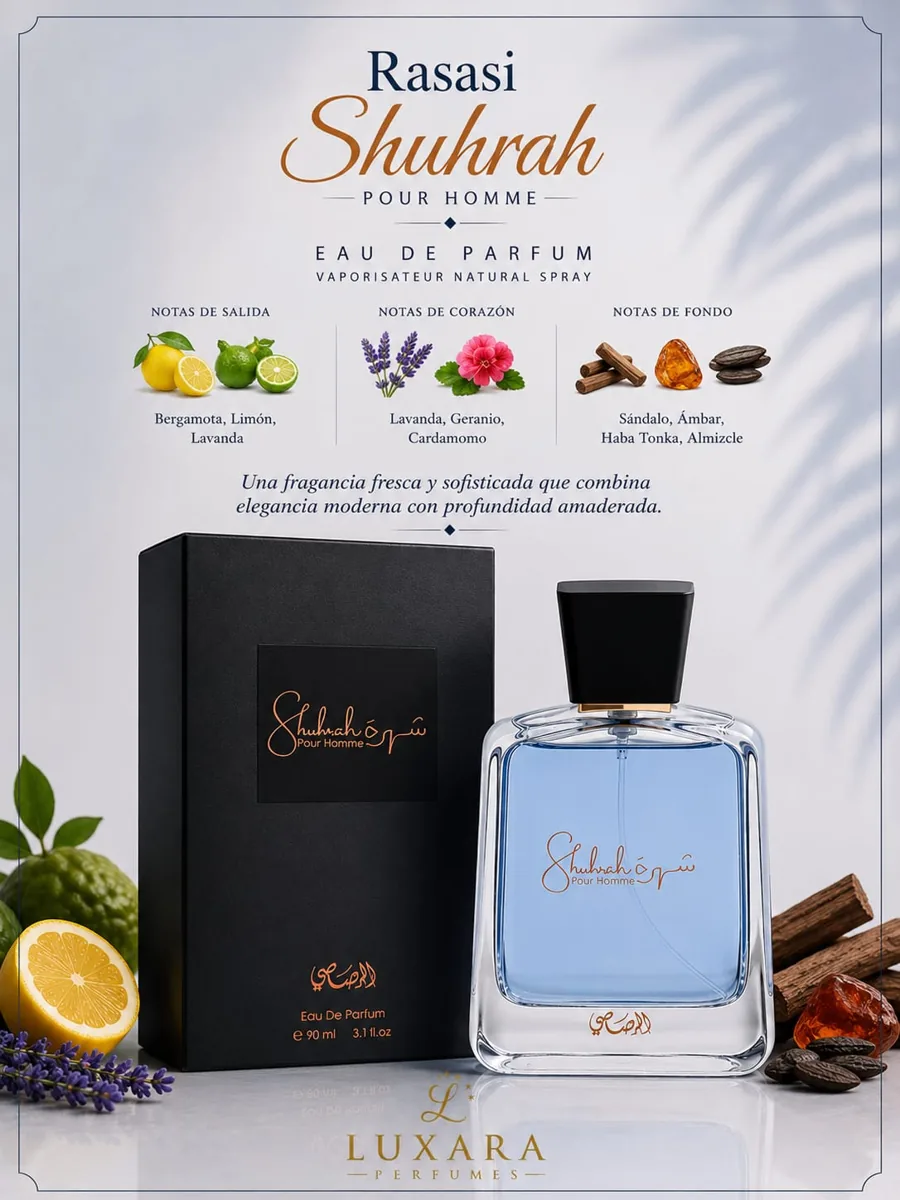 Rasasi
Shuhrah
POUR HOMME
EAU DE PARFUM
VAPORISATEUR NATURAL SPRAY
NOTAS DE SALIDA
NOTAS DE CORAZÓN
NOTAS DE FONDO
Bergamota, Limón,
Lavanda
Lavanda, Geranio,
Cardamomo
Sándalo, Ámbar,
Haba Tonka, Almizcle
Una fragancia fresca y sofisticada que combina
elegancia moderna con profundidad amaderada.
Shuhrah شهرة
Pour Homme
الرصاصي
Eau De Parfum
e 90 ml 3.1 fl.oz
Shuhrah شهرة
Pour Homme
الرصاصي
L
LUXARA
PERFUMES